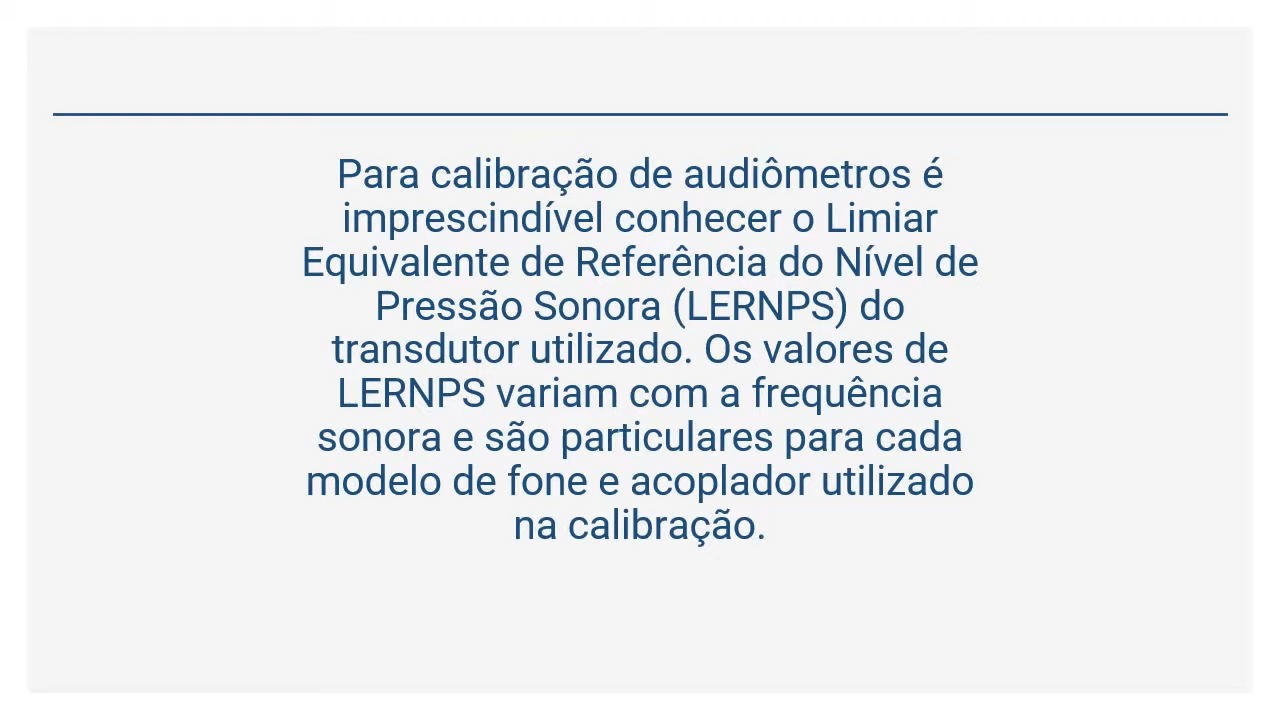 Para calibração de audiômetros é
imprescindível conhecer o Limiar
Equivalente de Referência do Nível de
Pressão Sonora (LERNPS) do
transdutor utilizado. Os valores de
LERNPS variam com a frequência
sonora e são particulares para cada
modelo de fone e acoplador utilizado
na calibração.